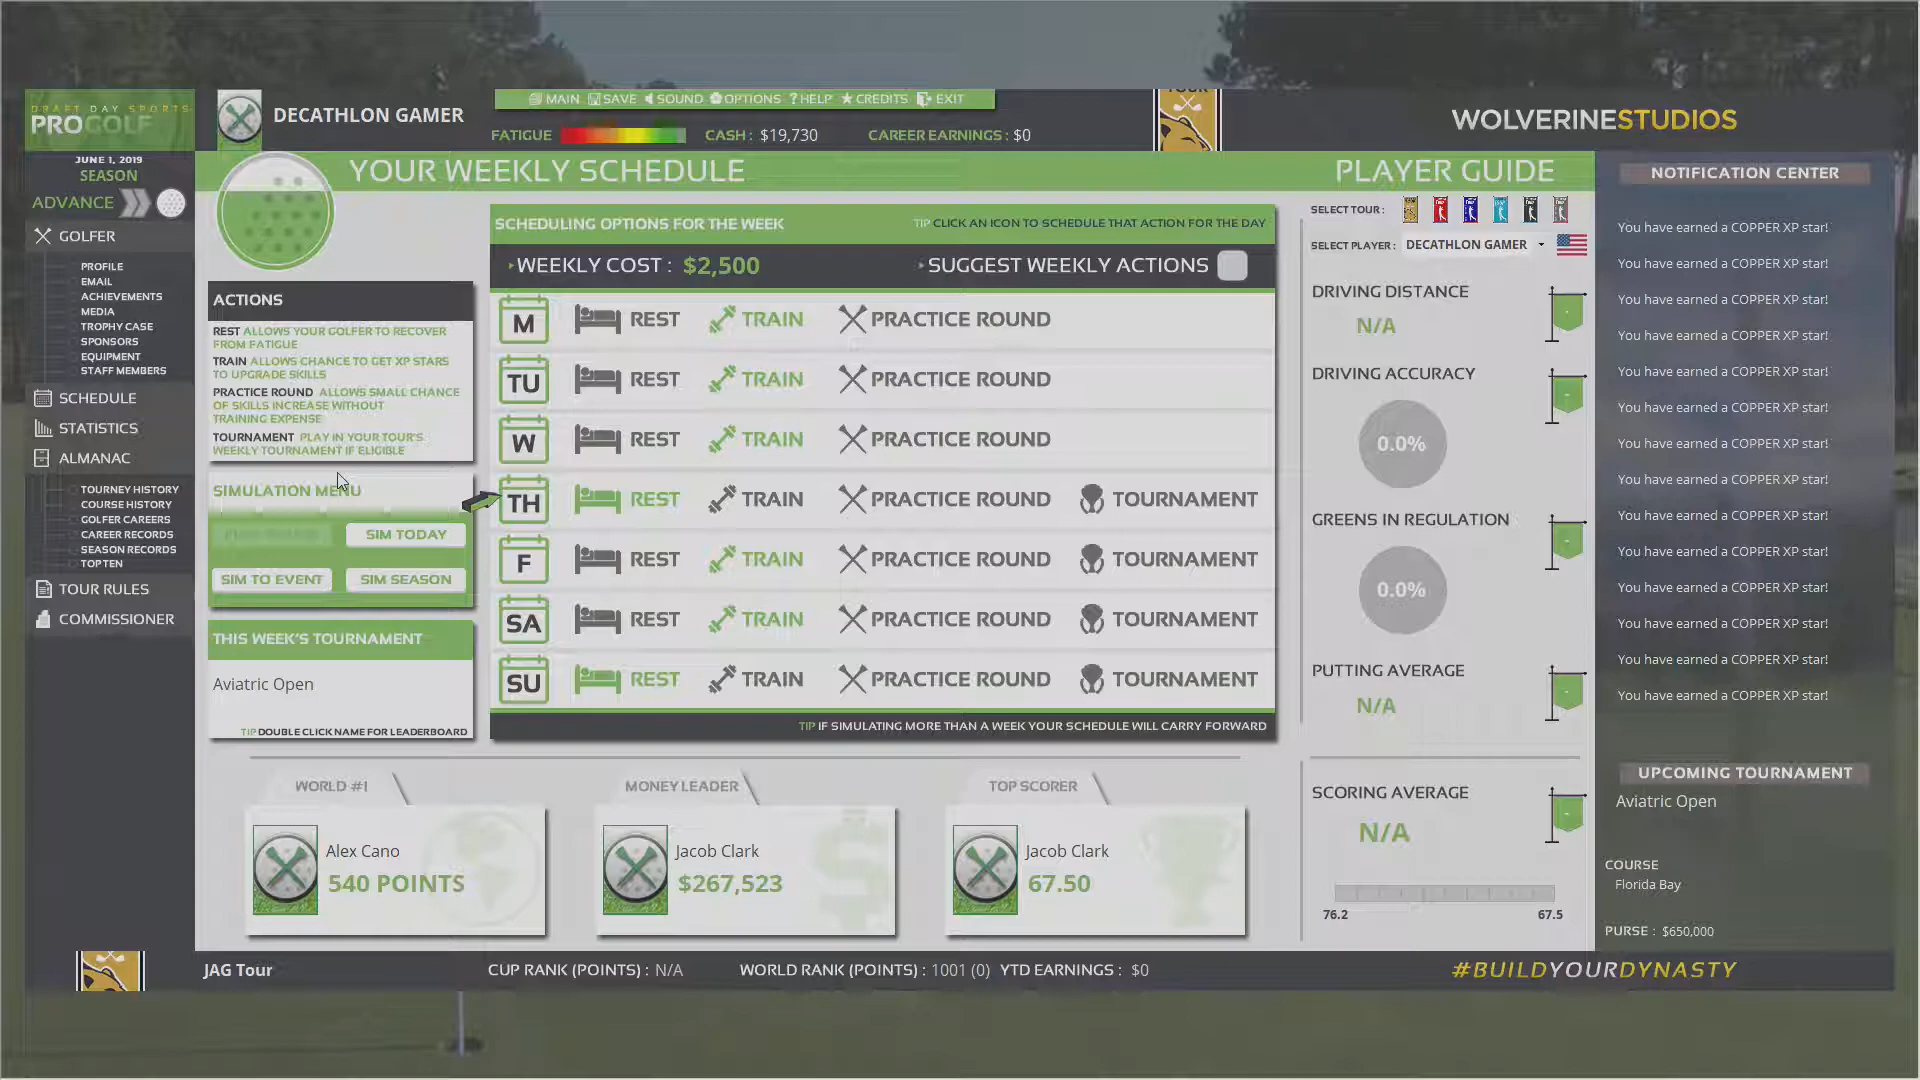 DRAFT DAY SPORTS
PROGOLF
DECATHLON GAMER
MAIN SAVE SOUND OPTIONS ? HELP CREDITS EXIT
FATIGUE CASH : $19,730 CAREER EARNINGS : $0
TOUR
WOLVERINESTUDIOS
JUNE 1, 2019
SEASON
ADVANCE
GOLFER
PROFILE
EMAIL
ACHIEVEMENTS
MEDIA
TROPHY CASE
SPONSORS
EQUIPMENT
STAFF MEMBERS
SCHEDULE
STATISTICS
ALMANAC
TOURNEY HISTORY
COURSE HISTORY
GOLFER CAREERS
CAREER RECORDS
SEASON RECORDS
TOP TEN
TOUR RULES
COMMISSIONER
YOUR WEEKLY SCHEDULE
ACTIONS
REST ALLOWS YOUR GOLFER TO RECOVER
FROM FATIGUE
TRAIN ALLOWS CHANCE TO GET XP STARS
TO UPGRADE SKILLS
PRACTICE ROUND ALLOWS SMALL CHANCE
OF SKILLS INCREASE WITHOUT
TRAINING EXPENSE
TOURNAMENT PLAY IN YOUR TOUR'S
WEEKLY TOURNAMENT IF ELIGIBLE
SIMULATION MENU
SIM TODAY
SIM TO EVENT SIM SEASON
THIS WEEK'S TOURNAMENT
Aviatric Open
TIP DOUBLE CLICK NAME FOR LEADERBOARD
SCHEDULING OPTIONS FOR THE WEEK TIP CLICK AN ICON TO SCHEDULE THAT ACTION FOR THE DAY
WEEKLY COST : $2,500 SUGGEST WEEKLY ACTIONS
M REST TRAIN PRACTICE ROUND
TU REST TRAIN PRACTICE ROUND
W REST TRAIN PRACTICE ROUND
TH REST TRAIN PRACTICE ROUND TOURNAMENT
F REST TRAIN PRACTICE ROUND TOURNAMENT
SA REST TRAIN PRACTICE ROUND TOURNAMENT
SU REST TRAIN PRACTICE ROUND TOURNAMENT
TIP IF SIMULATING MORE THAN A WEEK YOUR SCHEDULE WILL CARRY FORWARD
WORLD #1
Alex Cano
540 POINTS
MONEY LEADER
Jacob Clark
$267,523
TOP SCORER
Jacob Clark
67.50
PLAYER GUIDE
SELECT TOUR :
SELECT PLAYER : DECATHLON GAMER
DRIVING DISTANCE
N/A
DRIVING ACCURACY
0.0%
GREENS IN REGULATION
0.0%
PUTTING AVERAGE
N/A
SCORING AVERAGE
N/A
76.2 67.5
NOTIFICATION CENTER
You have earned a COPPER XP star!
You have earned a COPPER XP star!
You have earned a COPPER XP star!
You have earned a COPPER XP star!
You have earned a COPPER XP star!
You have earned a COPPER XP star!
You have earned a COPPER XP star!
You have earned a COPPER XP star!
You have earned a COPPER XP star!
You have earned a COPPER XP star!
You have earned a COPPER XP star!
You have earned a COPPER XP star!
You have earned a COPPER XP star!
You have earned a COPPER XP star!
UPCOMING TOURNAMENT
Aviatric Open
COURSE
Florida Bay
PURSE : $650,000
JAG Tour CUP RANK (POINTS) : N/A WORLD RANK (POINTS) : 1001 (0) YTD EARNINGS : $0
#BUILDYOURDYNASTY